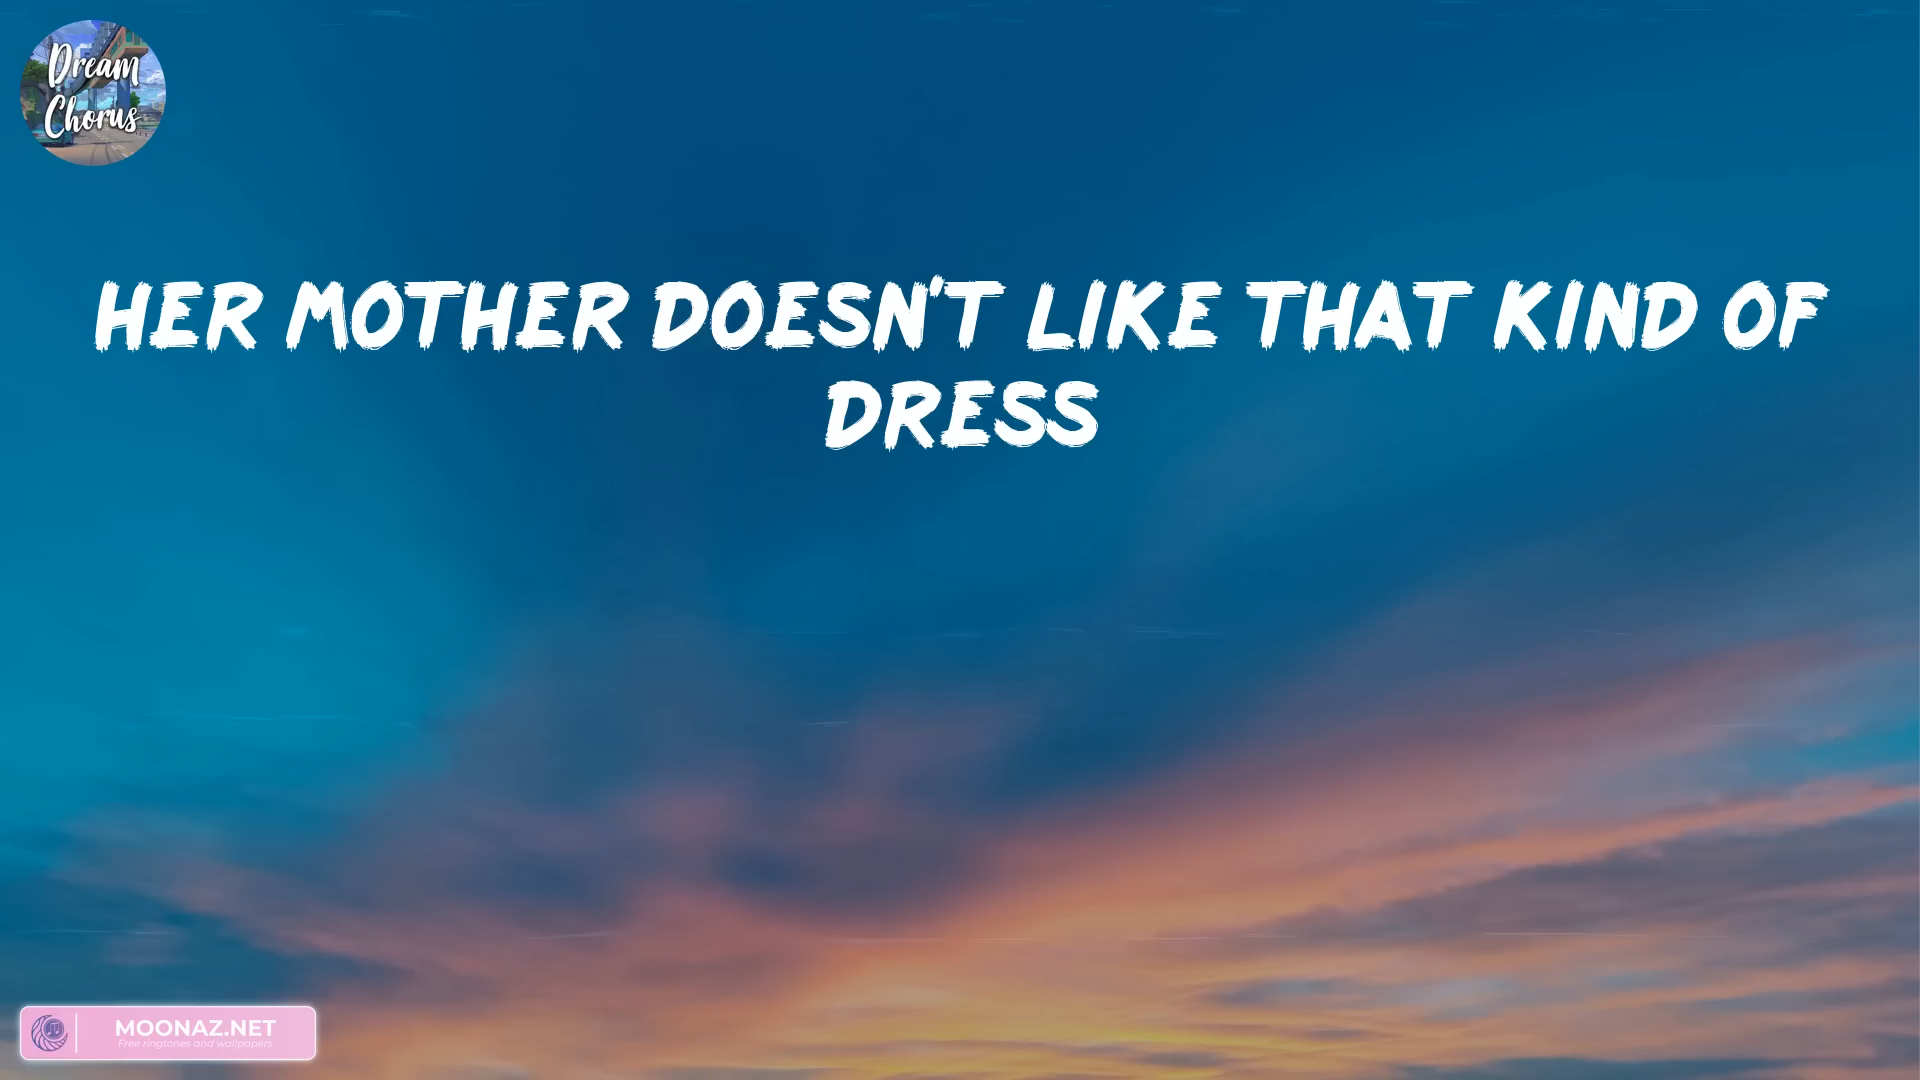 Dream
Chorus
HER MOTHER DOESN'T LIKE THAT KIND OF
DRESS
MOONAZ.NET
Free ringtones and wallpapers